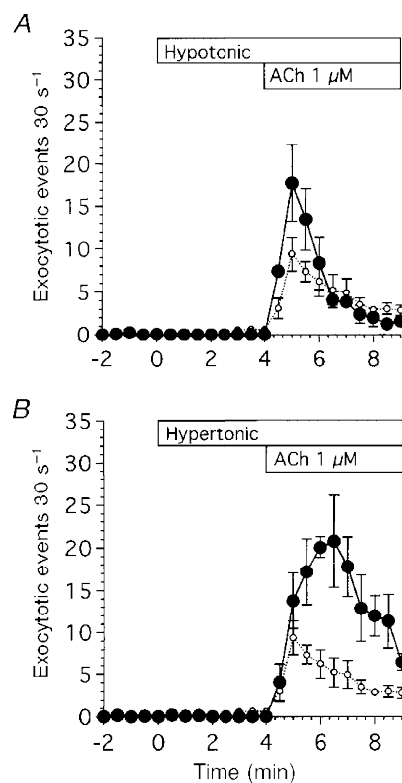 A
Exocytotic events 30 s⁻¹
35
30
25
20
15
10
5
0
Hypotonic
ACh 1 µM
-2 0 2 4 6 8
B
Exocytotic events 30 s⁻¹
35
30
25
20
15
10
5
0
Hypertonic
ACh 1 µM
-2 0 2 4 6 8
Time (min)